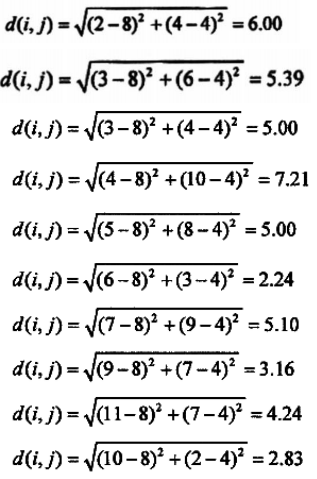 d(i, j) = √(2−8)² + (4−4)² = 6.00
d(i, j) = √(3−8)² + (6−4)² = 5.39
d(i, j) = √(3−8)² + (4−4)² = 5.00
d(i, j) = √(4−8)² + (10−4)² = 7.21
d(i, j) = √(5−8)² + (8−4)² = 5.00
d(i, j) = √(6−8)² + (3−4)² = 2.24
d(i, j) = √(7−8)² + (9−4)² = 5.10
d(i, j) = √(9−8)² + (7−4)² = 3.16
d(i, j) = √(11−8)² + (7−4)² = 4.24
d(i, j) = √(10−8)² + (2−4)² = 2.83